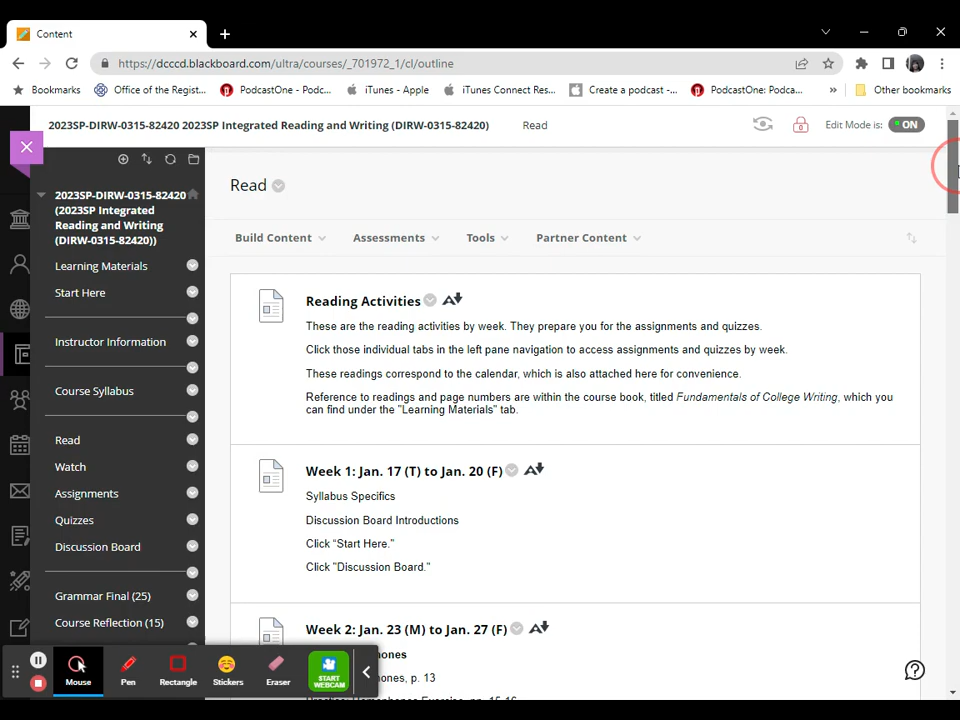 Content
https://dcccd.blackboard.com/ultra/courses/_701972_1/cl/outline
Bookmarks
Office of the Regist...
PodcastOne - Podc...
iTunes - Apple
iTunes Connect Res...
Create a podcast -...
PodcastOne: Podca...
»
Other bookmarks
2023SP-DIRW-0315-82420 2023SP Integrated Reading and Writing (DIRW-0315-82420)
Read
Edit Mode is:
ON
2023SP-DIRW-0315-82420
(2023SP Integrated
Reading and Writing
(DIRW-0315-82420))
Learning Materials
Start Here
Instructor Information
Course Syllabus
Read
Watch
Assignments
Quizzes
Discussion Board
Grammar Final (25)
Course Reflection (15)
Read
Build Content
Assessments
Tools
Partner Content
Reading Activities
These are the reading activities by week. They prepare you for the assignments and quizzes.
Click those individual tabs in the left pane navigation to access assignments and quizzes by week.
These readings correspond to the calendar, which is also attached here for convenience.
Reference to readings and page numbers are within the course book, titled Fundamentals of College Writing, which you
can find under the "Learning Materials" tab.
Week 1: Jan. 17 (T) to Jan. 20 (F)
Syllabus Specifics
Discussion Board Introductions
Click “Start Here.”
Click "Discussion Board."
Week 2: Jan. 23 (M) to Jan. 27 (F)
Mouse
Pen
Rectangle
Stickers
Eraser
START
WEBCAM